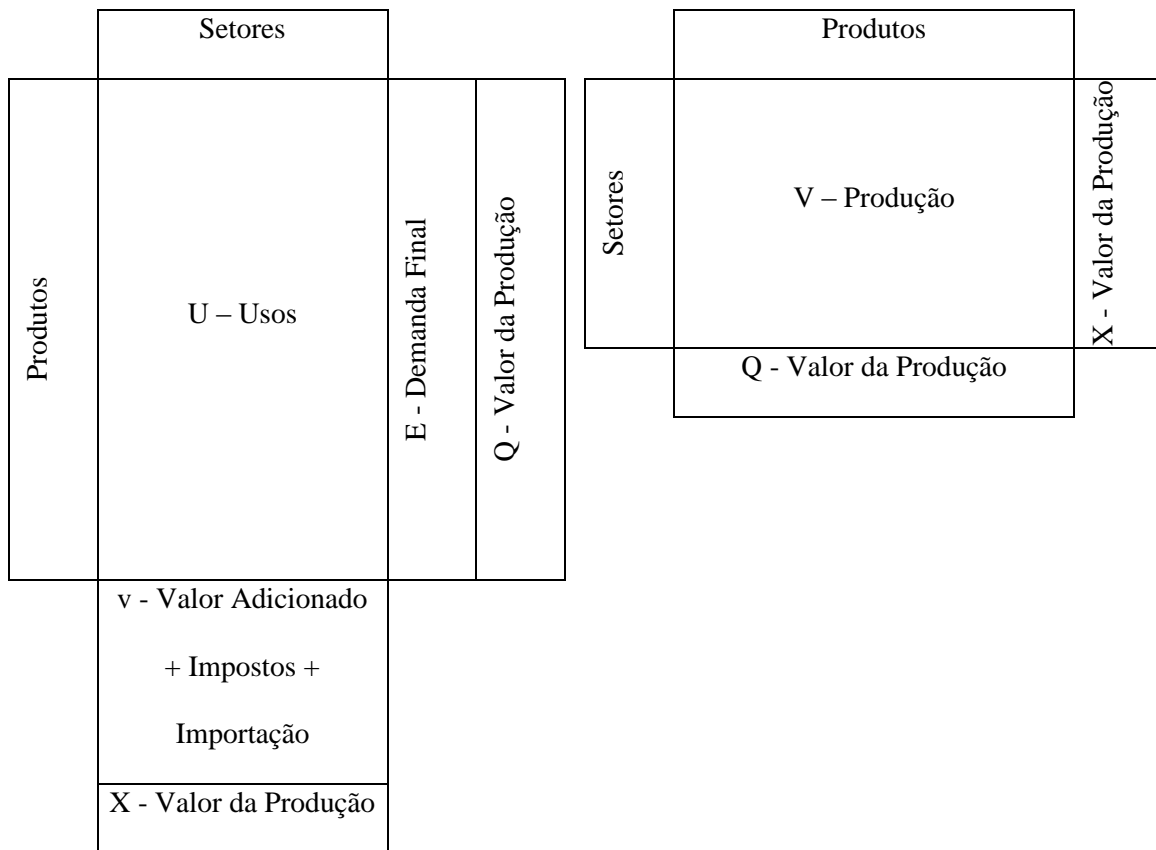 Setores
Produtos
U – Usos
E - Demanda Final
Q - Valor da Produção
v - Valor Adicionado
+ Impostos +
Importação
X - Valor da Produção
Produtos
Setores
V – Produção
X - Valor da Produção
Q - Valor da Produção